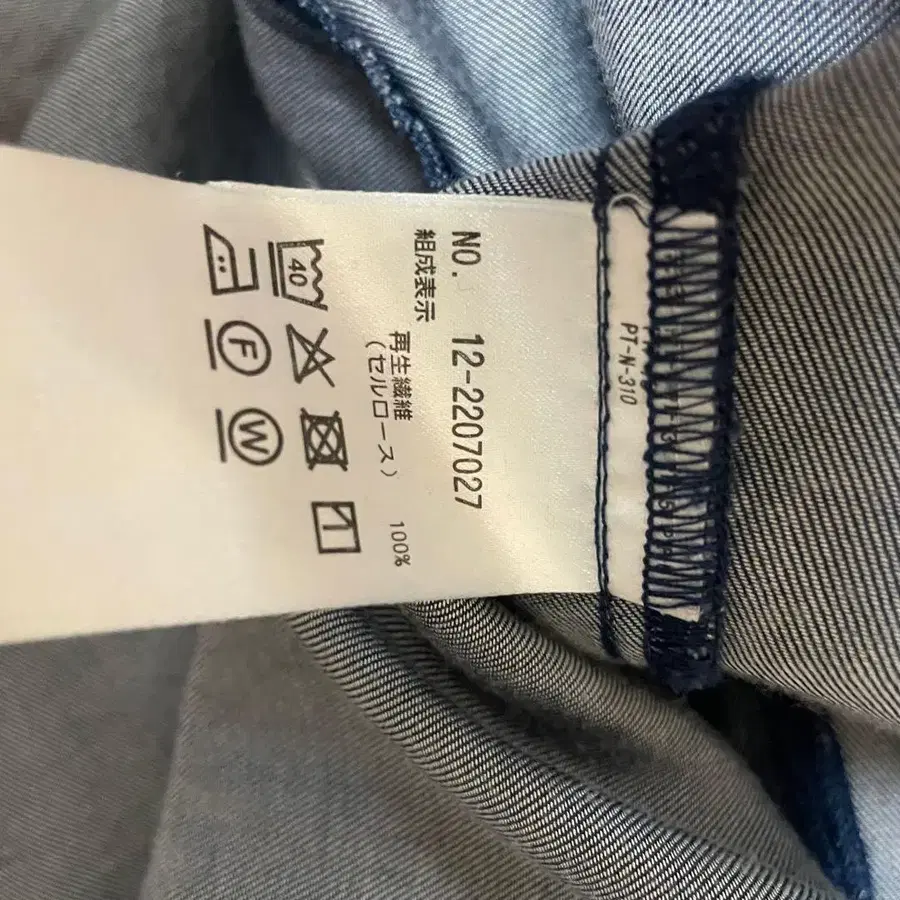 PT-N-310
NO. 12-2207027
組成表示
再生繊維
(セルロース) 100%
40
F
W